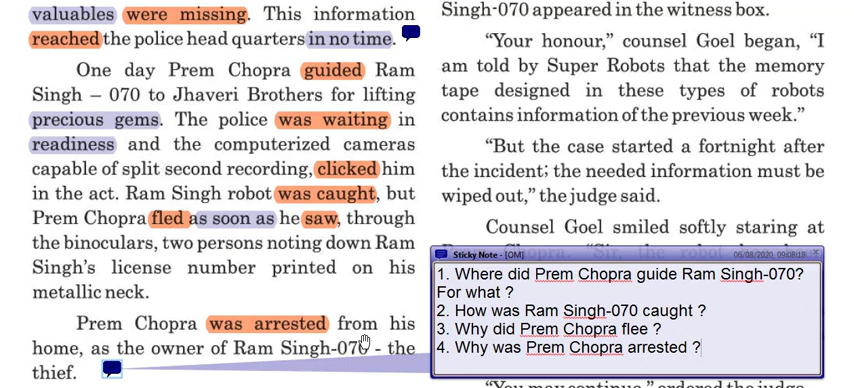 valuables were missing. This information
reached the police head quarters in no time.
One day Prem Chopra guided Ram
Singh – 070 to Jhaveri Brothers for lifting
precious gems. The police was waiting in
readiness and the computerized cameras
capable of split second recording, clicked him
in the act. Ram Singh robot was caught, but
Prem Chopra fled as soon as he saw, through
the binoculars, two persons noting down Ram
Singh's license number printed on his
metallic neck.
Prem Chopra was arrested from his
home, as the owner of Ram Singh-070 - the
thief.
Singh-070 appeared in the witness box.
“Your honour,” counsel Goel began, “I
am told by Super Robots that the memory
tape designed in these types of robots
contains information of the previous week.”
“But the case started a fortnight after
the incident; the needed information must be
wiped out,” the judge said.
Counsel Goel smiled softly staring at
Sticky Note - [OM] 06/08/2020, 09:08:19
1. Where did Prem Chopra guide Ram Singh-070?
For what ?
2. How was Ram Singh-070 caught ?
3. Why did Prem Chopra flee ?
4. Why was Prem Chopra arrested ?
“You may continue,” ordered the judge